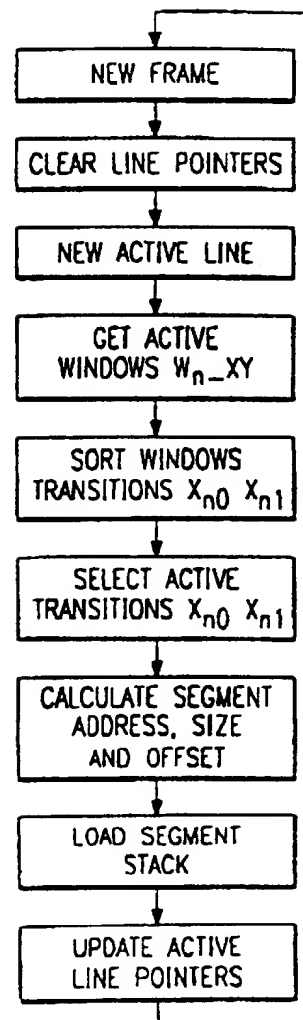 NEW FRAME
CLEAR LINE POINTERS
NEW ACTIVE LINE
GET ACTIVE
WINDOWS Wn_XY
SORT WINDOWS
TRANSITIONS Xn0 Xn1
SELECT ACTIVE
TRANSITIONS Xn0 Xn1
CALCULATE SEGMENT
ADDRESS, SIZE
AND OFFSET
LOAD SEGMENT
STACK
UPDATE ACTIVE
LINE POINTERS